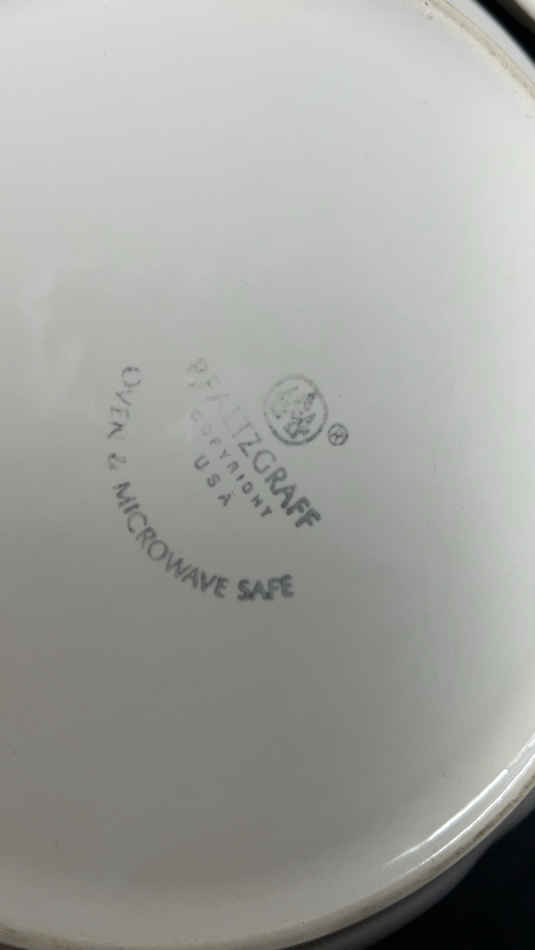 ®
PFALTZGRAFF
COPYRIGHT
USA
OVEN & MICROWAVE SAFE